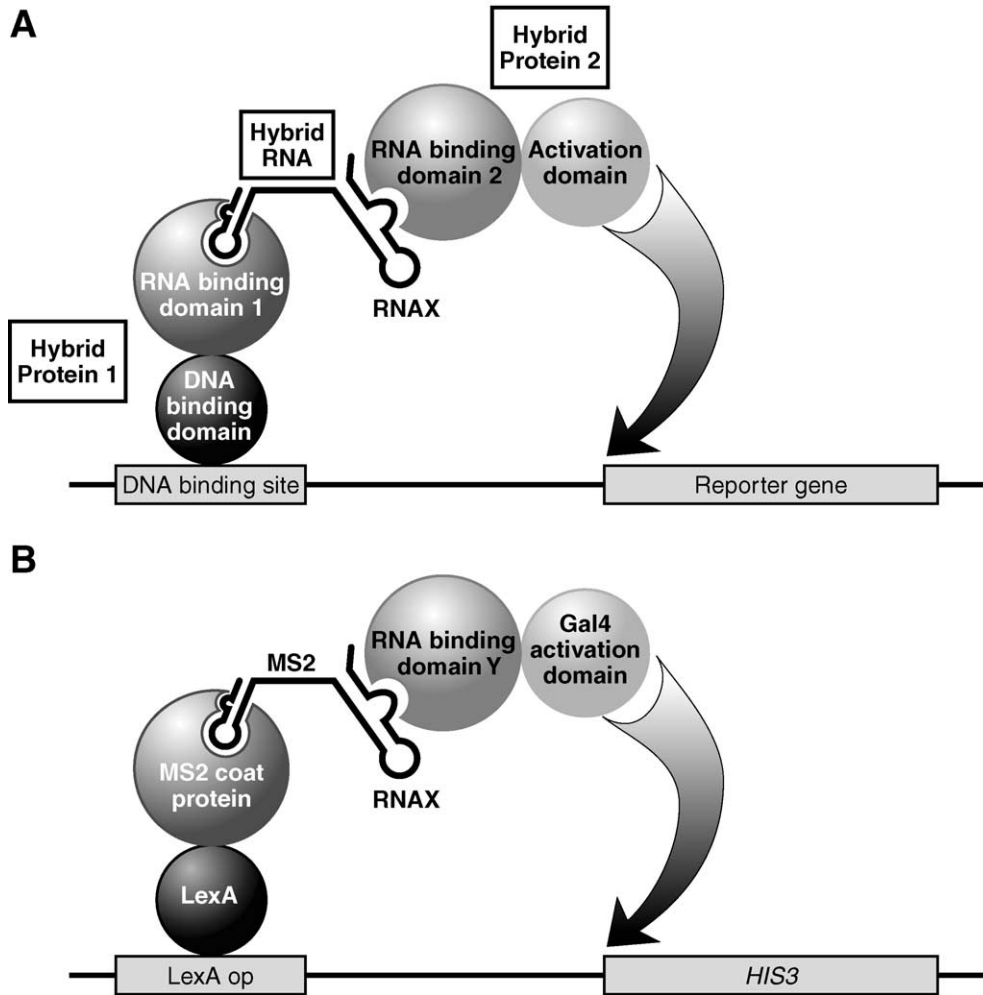 A
Hybrid
Protein 2
Hybrid
RNA
RNA binding
domain 2
Activation
domain
RNA binding
domain 1
RNAX
Hybrid
Protein 1
DNA
binding
domain
DNA binding site
Reporter gene
B
MS2
RNA binding
domain Y
Gal4
activation
domain
MS2 coat
protein
RNAX
LexA
LexA op
HIS3